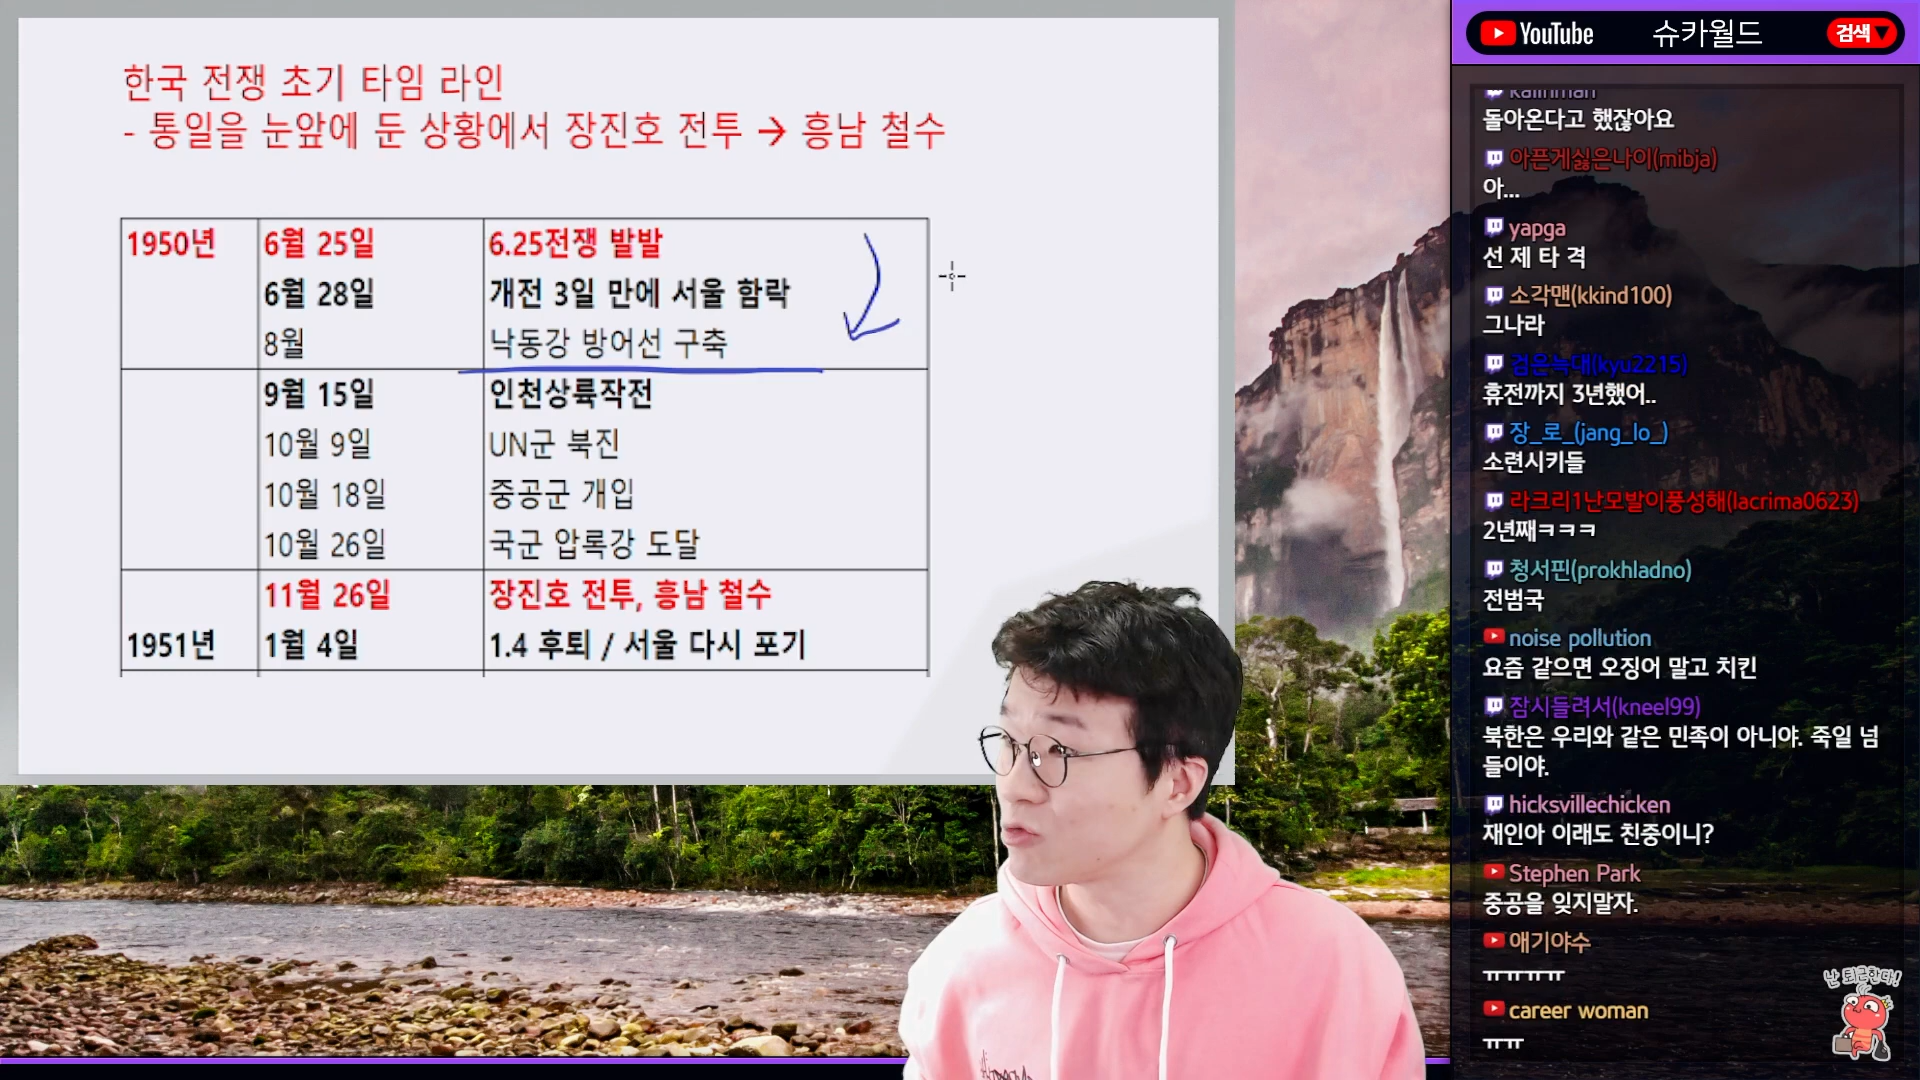 한국 전쟁 초기 타임 라인
- 통일을 눈앞에 둔 상황에서 장진호 전투 → 흥남 철수
1950년 6월 25일 6.25전쟁 발발
6월 28일 개전 3일 만에 서울 함락
8월 낙동강 방어선 구축
9월 15일 인천상륙작전
10월 9일 UN군 북진
10월 18일 중공군 개입
10월 26일 국군 압록강 도달
11월 26일 장진호 전투, 흥남 철수
1951년 1월 4일 1.4 후퇴 / 서울 다시 포기
YouTube 슈카월드 검색
kalinman
돌아온다고 했잖아요
아픈게싫은나이(mibja)
아...
yapga
선 제 타 격
소각맨(kkind100)
그나라
검은늑대(kyu2215)
휴전까지 3년했어..
장_로_(jang_lo_)
소련시키들
라크리1난모발이풍성해(lacrima0623)
2년째ㅋㅋㅋ
청서핀(prokhladno)
전범국
noise pollution
요즘 같으면 오징어 말고 치킨
잠시들려서(kneel99)
북한은 우리와 같은 민족이 아니야. 죽일 넘
들이야.
hicksvillechicken
재인아 이래도 친중이니?
Stephen Park
중공을 잊지말자.
애기야수
ㅠㅠㅠㅠ
career woman
ㅠㅠ
난 퇴근한다!